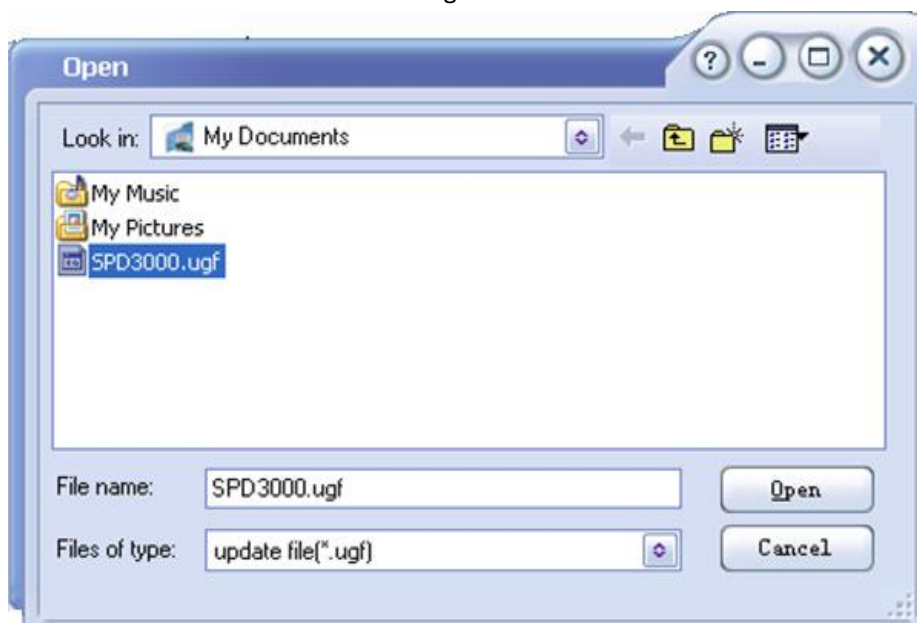 Open
Look in: My Documents
My Music
My Pictures
SPD3000.ugf
File name: SPD3000.ugf Open
Files of type: update file(*.ugf) Cancel